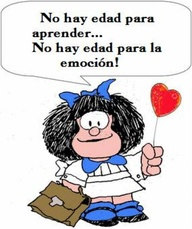 No hay edad para
aprender...
No hay edad para la
emoción!